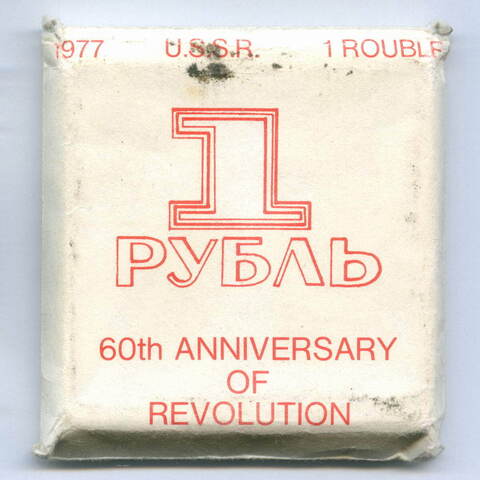 1977 U.S.S.R. 1 ROUBLE
1
РУБЛЬ
60th ANNIVERSARY
OF
REVOLUTION